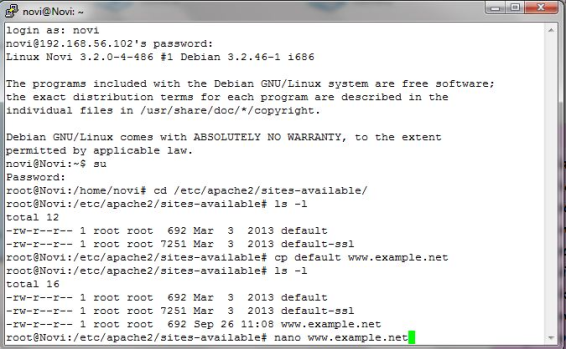 novi@Novi: ~
login as: novi
novi@192.168.56.102's password:
Linux Novi 3.2.0-4-486 #1 Debian 3.2.46-1 i686
The programs included with the Debian GNU/Linux system are free software;
the exact distribution terms for each program are described in the
individual files in /usr/share/doc/*/copyright.
Debian GNU/Linux comes with ABSOLUTELY NO WARRANTY, to the extent
permitted by applicable law.
novi@Novi:~$ su
Password:
root@Novi:/home/novi# cd /etc/apache2/sites-available/
root@Novi:/etc/apache2/sites-available# ls -l
total 12
-rw-r--r-- 1 root root  692 Mar  3  2013 default
-rw-r--r-- 1 root root 7251 Mar  3  2013 default-ssl
root@Novi:/etc/apache2/sites-available# cp default www.example.net
root@Novi:/etc/apache2/sites-available# ls -l
total 16
-rw-r--r-- 1 root root  692 Mar  3  2013 default
-rw-r--r-- 1 root root 7251 Mar  3  2013 default-ssl
-rw-r--r-- 1 root root  692 Sep 26 11:08 www.example.net
root@Novi:/etc/apache2/sites-available# nano www.example.net